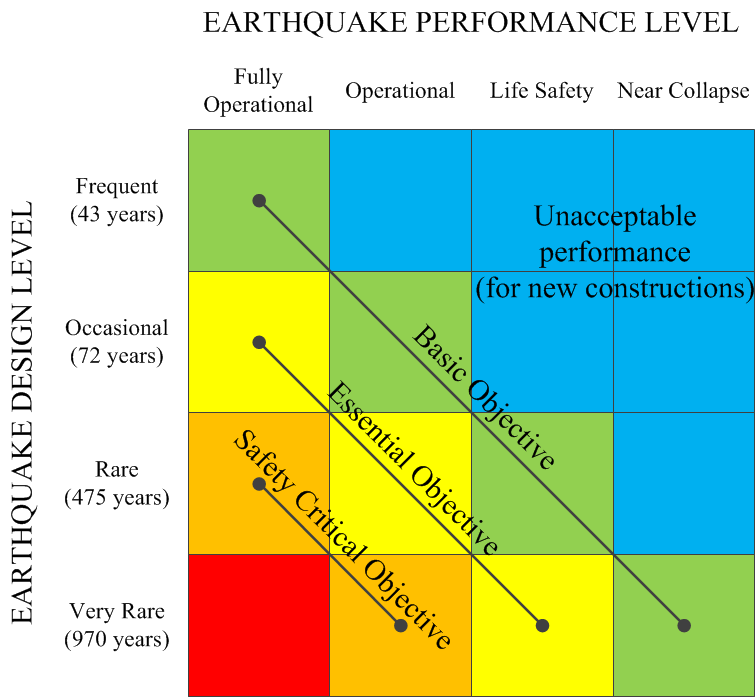 EARTHQUAKE PERFORMANCE LEVEL
Fully
Operational
Operational
Life Safety
Near Collapse
EARTHQUAKE DESIGN LEVEL
Frequent
(43 years)
Occasional
(72 years)
Rare
(475 years)
Very Rare
(970 years)
Unacceptable
performance
(for new constructions)
Basic Objective
Essential Objective
Safety Critical Objective